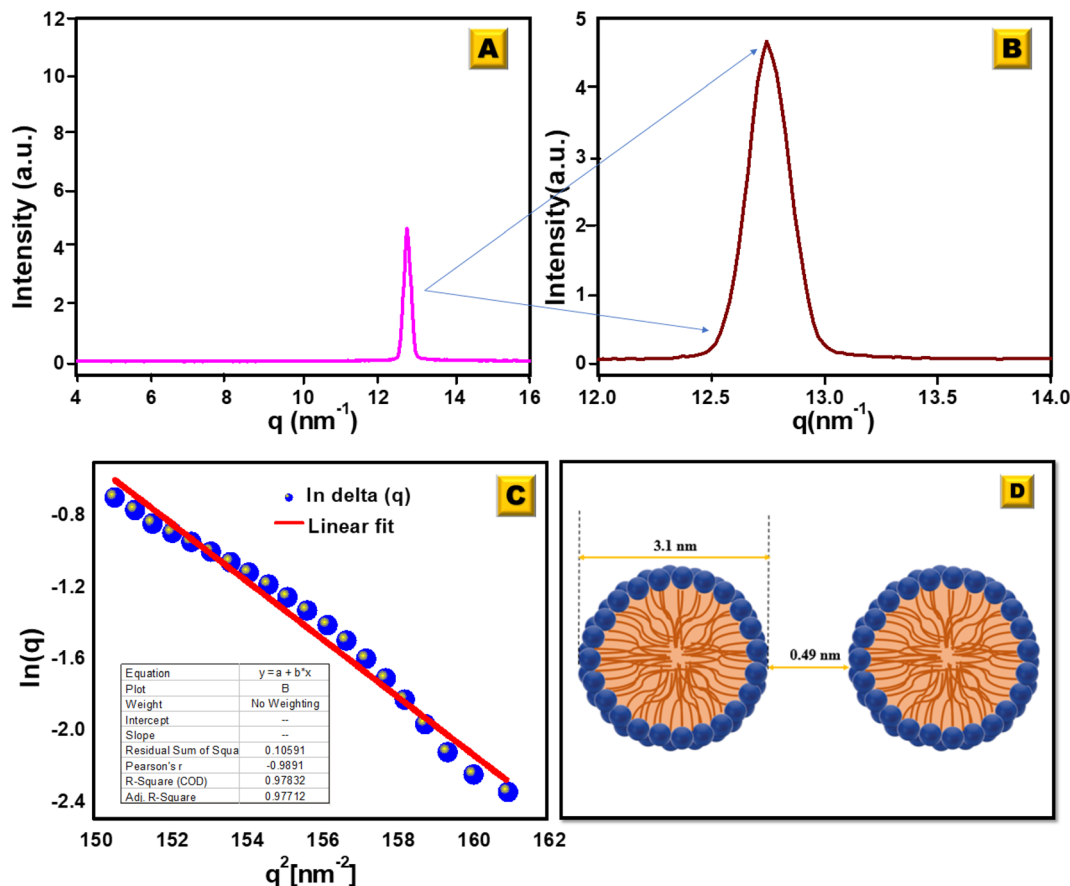 A
Intensity (a.u.)
12
10
8
6
4
2
0
4
6
8
10
12
14
16
q (nm⁻¹)
B
Intensity(a.u.)
5
4
3
2
1
0
12.0
12.5
13.0
13.5
14.0
q(nm⁻¹)
C
ln(q)
-0.8
-1.2
-1.6
-2.0
-2.4
In delta (q)
Linear fit
Equation y = a + b*x
Plot B
Weight No Weighting
Intercept --
Slope --
Residual Sum of Squa 0.10591
Pearson's r -0.9891
R-Square (COD) 0.97832
Adj. R-Square 0.97712
150
152
154
156
158
160
162
q²[nm⁻²]
D
3.1 nm
0.49 nm